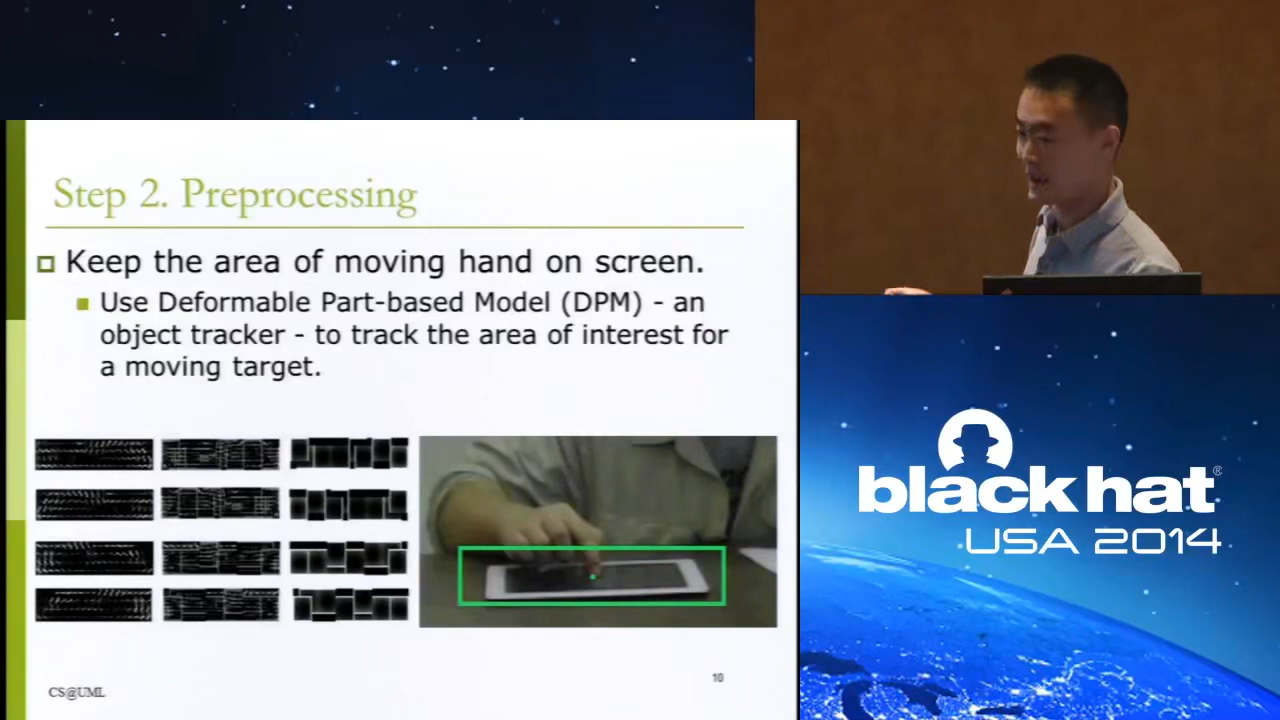 Step 2. Preprocessing
Keep the area of moving hand on screen.
Use Deformable Part-based Model (DPM) - an
object tracker - to track the area of interest for
a moving target.
CS@UML
10
black hat®
USA 2014